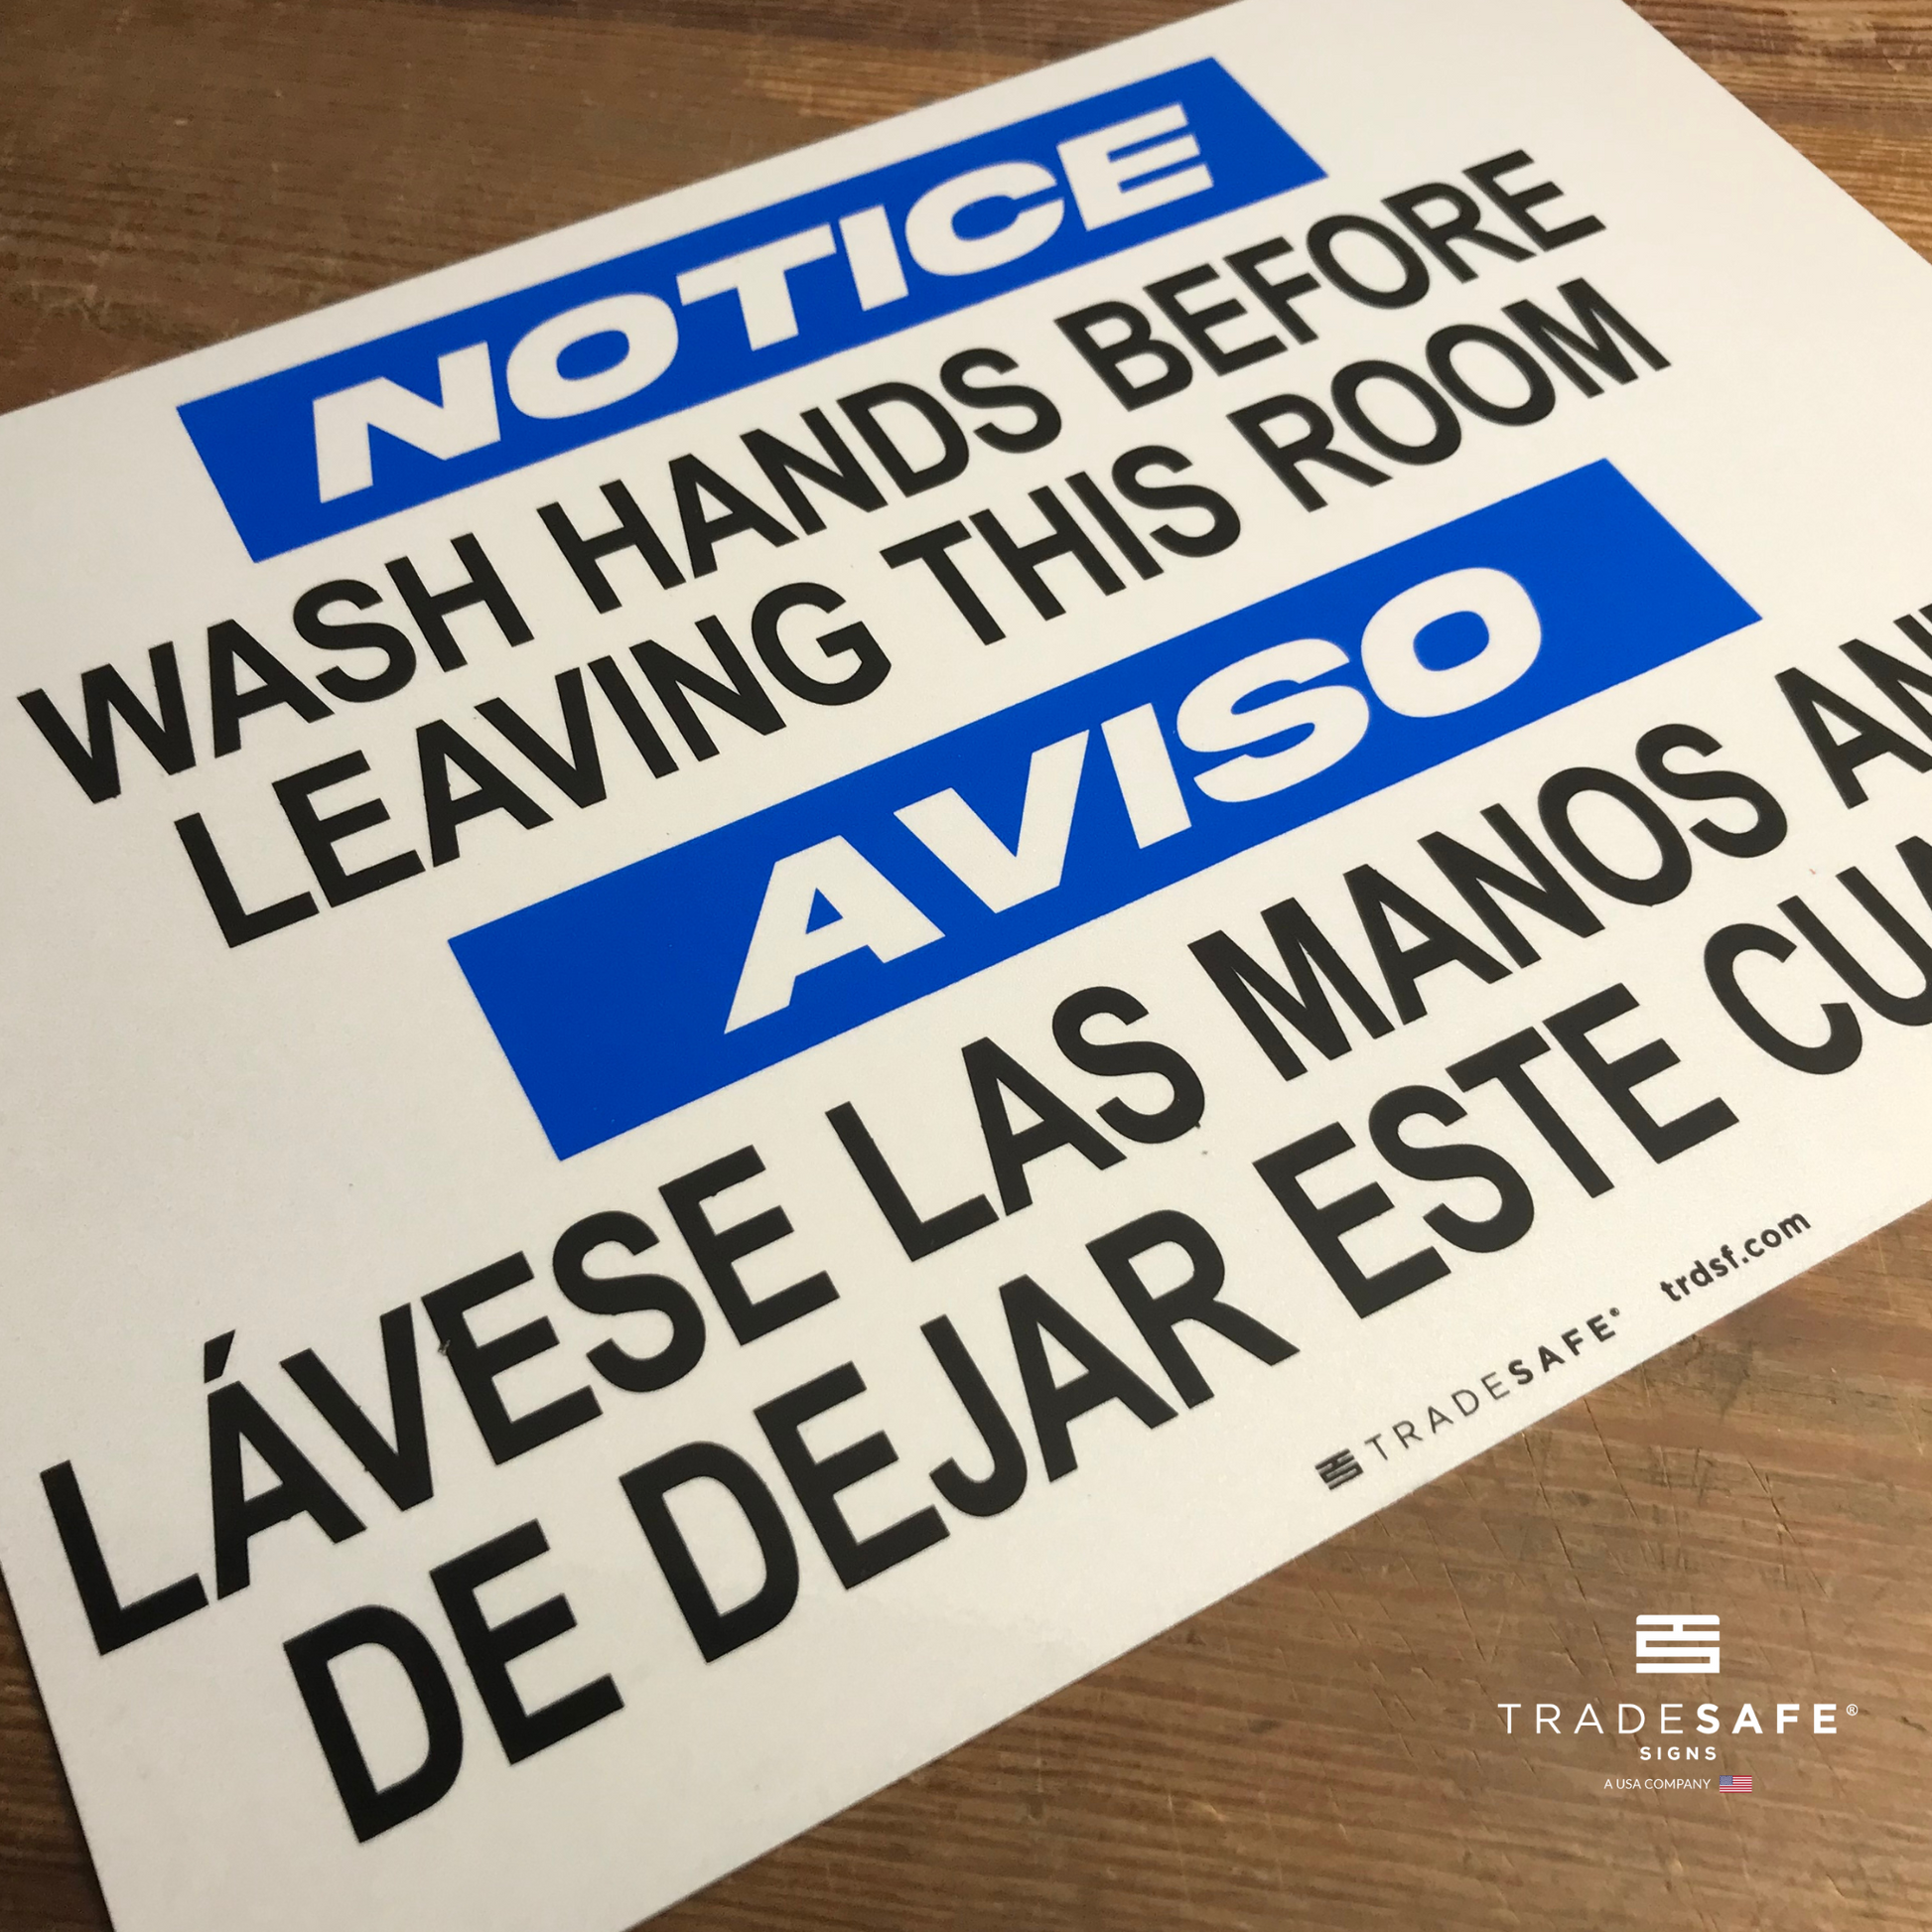 NOTICE
WASH HANDS BEFORE
LEAVING THIS ROOM
AVISO
LÁVESE LAS MANOS
DE DEJAR ESTE
TRADESAFE® trdsf.com
TRADESAFE®
SIGNS
A USA COMPANY